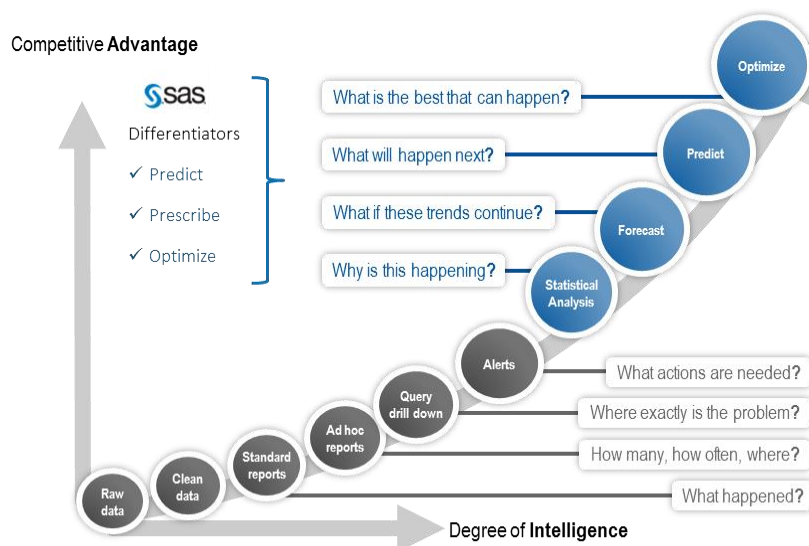 Competitive Advantage
sas
Differentiators
✓ Predict
✓ Prescribe
✓ Optimize
What is the best that can happen?
What will happen next?
What if these trends continue?
Why is this happening?
Optimize
Predict
Forecast
Statistical
Analysis
Alerts
Query
drill down
Ad hoc
reports
Standard
reports
Clean
data
Raw
data
What actions are needed?
Where exactly is the problem?
How many, how often, where?
What happened?
Degree of Intelligence